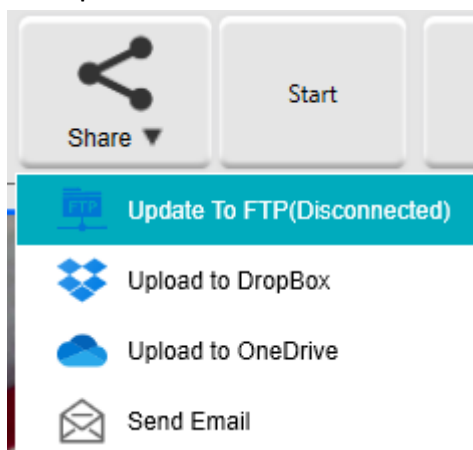 Share ▼
Start
FTP
Update To FTP(Disconnected)
Upload to DropBox
Upload to OneDrive
Send Email